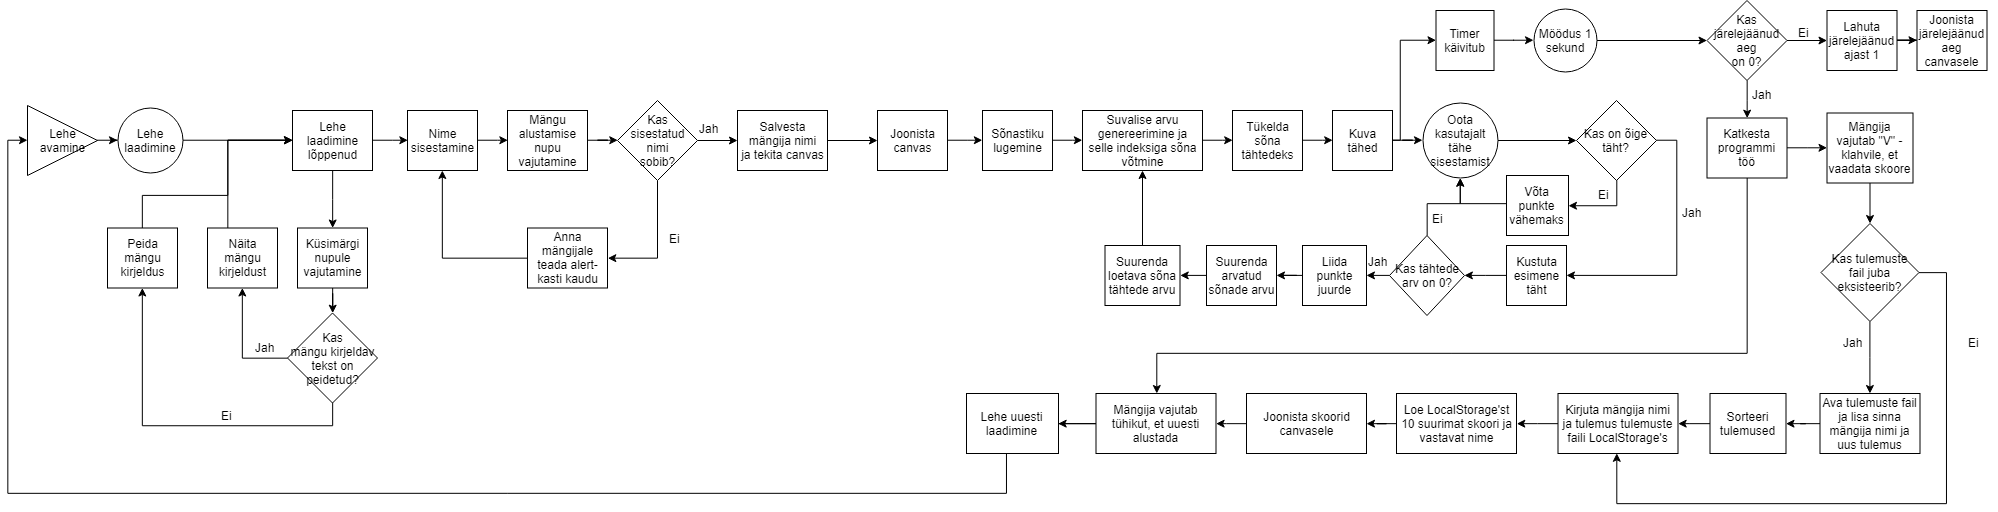 Lehe
avamine
Lehe
laadimine
Lehe
laadimine
lõppenud
Nime
sisestamine
Mängu
alustamise
nupu
vajutamine
Kas
sisestatud
nimi
sobib?
Jah
Ei
Anna
mängijale
teada alert-
kasti kaudu
Salvesta
mängija nimi
ja tekita canvas
Joonista
canvas
Sõnastiku
lugemine
Suvalise arvu
genereerimine ja
selle indeksiga sõna
võtmine
Tükelda
sõna
tähtedeks
Kuva
tähed
Timer
käivitub
Möödus 1
sekund
Kas
järelejäänud
aeg
on 0?
Ei
Lahuta
järelejäänud
ajast 1
Joonista
järelejäänud
aeg
canvasele
Jah
Oota
kasutajalt
tähe
sisestamist
Kas on õige
täht?
Ei
Jah
Võta
punkte
vähemaks
Kustuta
esimene
täht
Kas tähtede
arv on 0?
Ei
Jah
Liida
punkte
juurde
Suurenda
arvatud
sõnade arvu
Suurenda
loetava sõna
tähtede arvu
Peida
mängu
kirjeldus
Näita
mängu
kirjeldust
Küsimärgi
nupule
vajutamine
Kas
mängu kirjeldav
tekst on
peidetud?
Jah
Ei
Katkesta
programmi
töö
Mängija
vajutab "V" -
klahvile, et
vaadata skoore
Kas tulemuste
fail juba
eksisteerib?
Jah
Ei
Ava tulemuste fail
ja lisa sinna
mängija nimi ja
uus tulemus
Sorteeri
tulemused
Kirjuta mängija nimi
ja tulemus tulemuste
faili LocalStorage's
Loe LocalStorage'st
10 suurimat skoori ja
vastavat nime
Joonista skoorid
canvasele
Mängija vajutab
tühikut, et uuesti
alustada
Lehe uuesti
laadimine